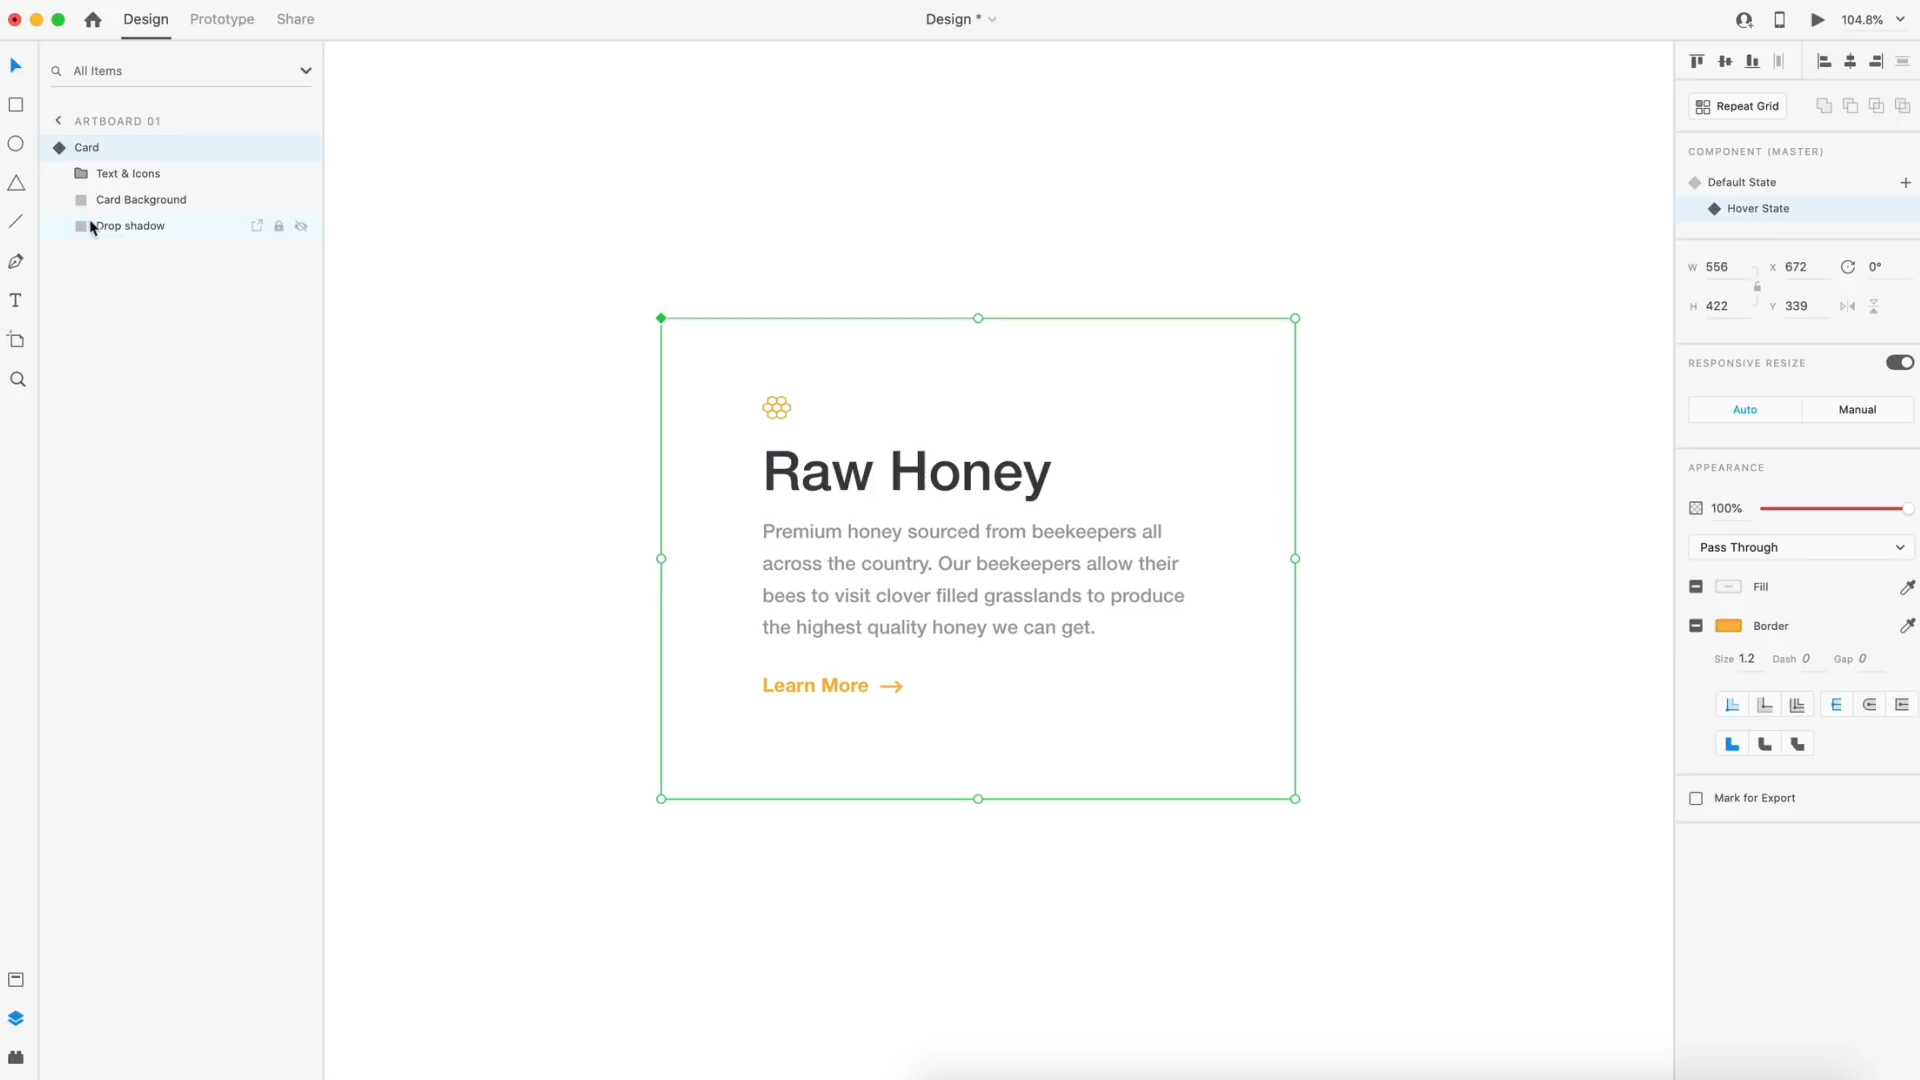 Design
Prototype
Share
Design *
104.8%
All Items
ARTBOARD 01
Card
Text & Icons
Card Background
Drop shadow
Raw Honey
Premium honey sourced from beekeepers all
across the country. Our beekeepers allow their
bees to visit clover filled grasslands to produce
the highest quality honey we can get.
Learn More
Repeat Grid
COMPONENT (MASTER)
Default State
Hover State
W 556 X 672 0°
H 422 Y 339
RESPONSIVE RESIZE
Auto
Manual
APPEARANCE
100%
Pass Through
Fill
Border
Size 1.2 Dash 0 Gap 0
Mark for Export